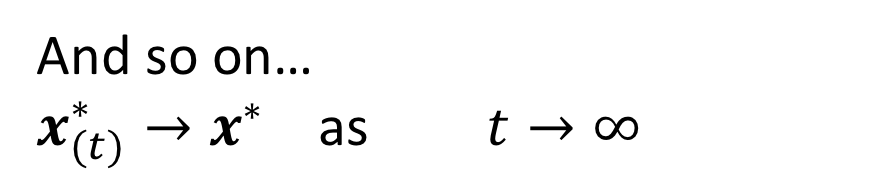 And so on...
𝒙*₍𝑡₎ → 𝒙* as 𝑡 → ∞